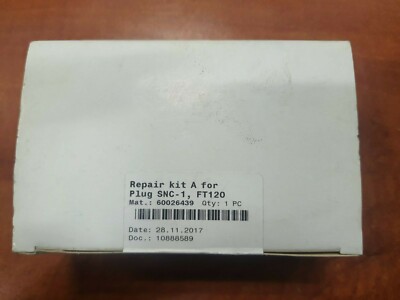 Repair kit A for
Plug SNC-1, FT120
Mat.: 60026439 Qty: 1 PC
Date: 28.11.2017
Doc.: 10888589